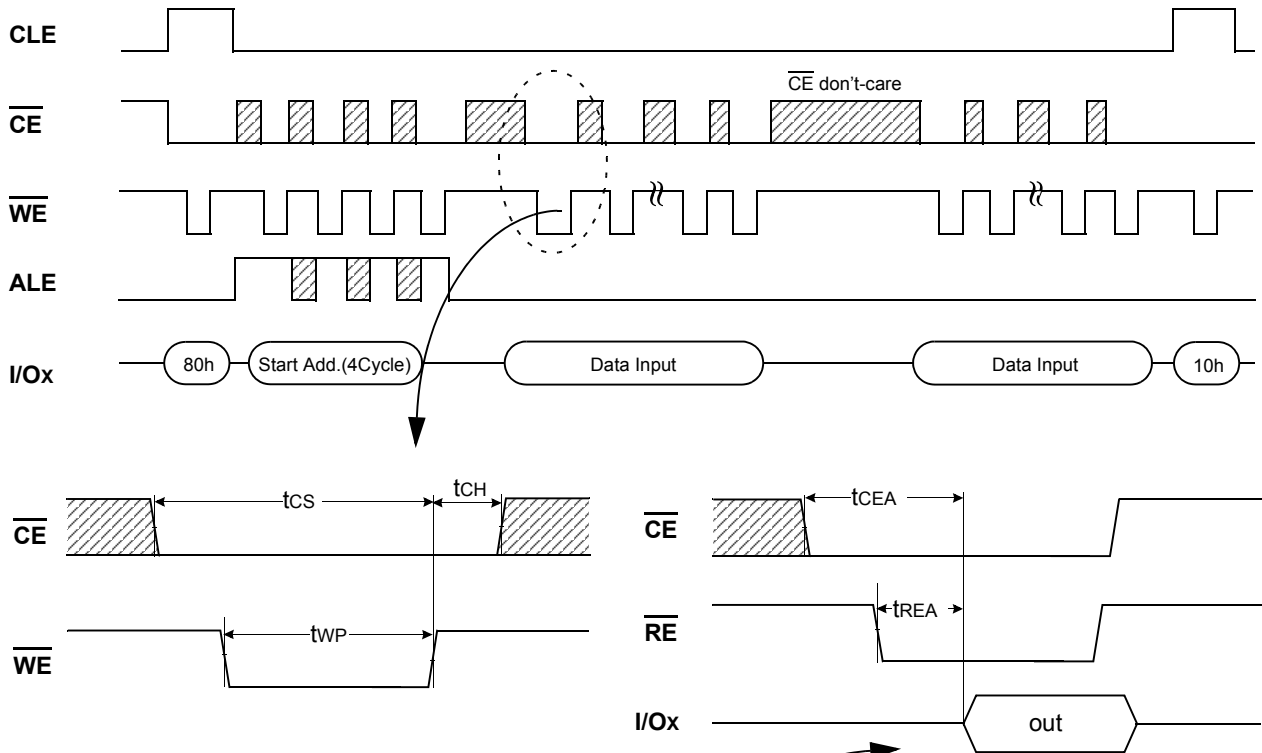 CLE
CE don't-care
CE
WE
ALE
80h Start Add.(4Cycle) Data Input Data Input 10h
I/Ox
tCS tCH
CE
tWP
WE
tCEA
CE
tREA
RE
I/Ox out